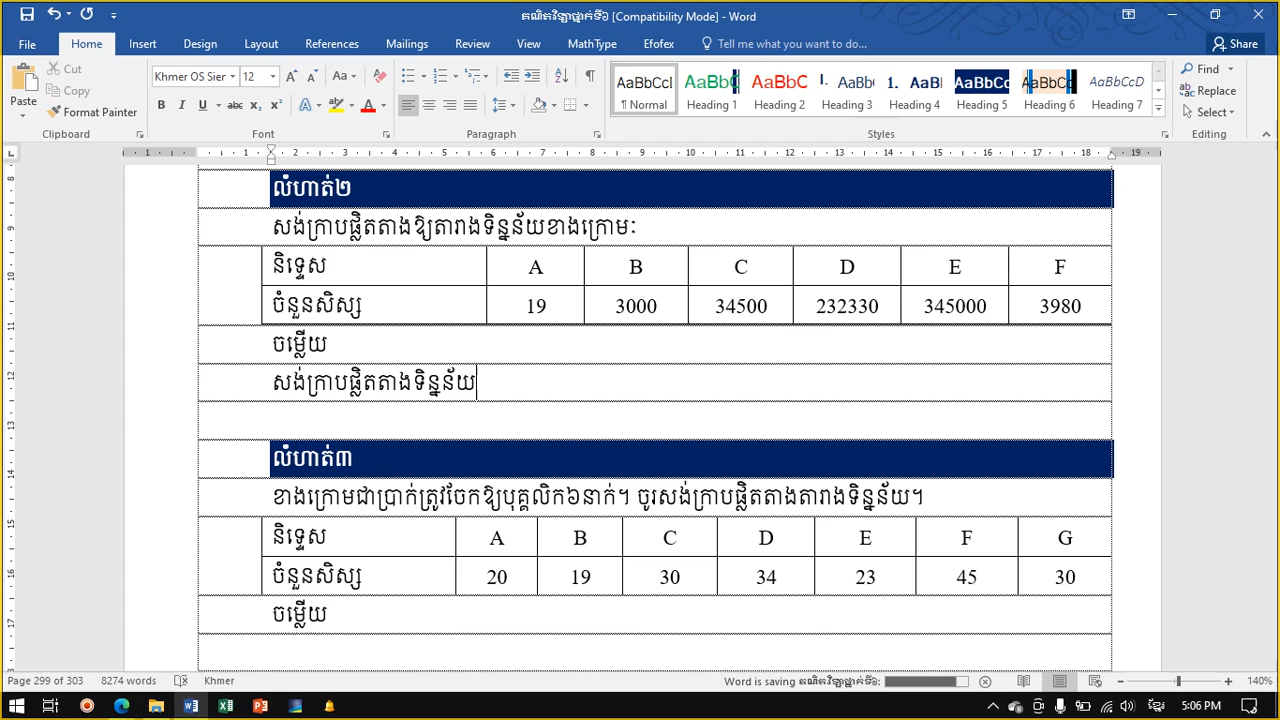 គណិតវិទ្យាថ្នាក់ទី៦ [Compatibility Mode] - Word
File Home Insert Design Layout References Mailings Review View MathType Efofex Tell me what you want to do... Share
Cut
Copy
Format Painter
Paste
Clipboard
Khmer OS Sier 12
Font
Paragraph
AaBbCcI AaBbC AaBbC AaBbC AaBb AaBbCc AaBbCc AaBbCcD
¶ Normal Heading 1 Heading 2 Heading 3 Heading 4 Heading 5 Heading 6 Heading 7
Styles
Find
Replace
Select
Editing
លំហាត់២
សង់ក្រាបផ្លិតតាងឱ្យតារាងទិន្នន័យខាងក្រោមៈ
និទ្ទេស A B C D E F
ចំនួនសិស្ស 19 3000 34500 232330 345000 3980
ចម្លើយ
សង់ក្រាបផ្លិតតាងទិន្នន័យ
លំហាត់៣
ខាងក្រោមជាប្រាក់ត្រូវចែកឱ្យបុគ្គលិក៦នាក់។ ចូរសង់ក្រាបផ្លិតតាងតារាងទិន្នន័យ។
និទ្ទេស A B C D E F G
ចំនួនសិស្ស 20 19 30 34 23 45 30
ចម្លើយ
Page 299 of 303 8274 words Khmer Word is saving គណិតវិទ្យាថ្នាក់ទី៦: 140%
5:06 PM